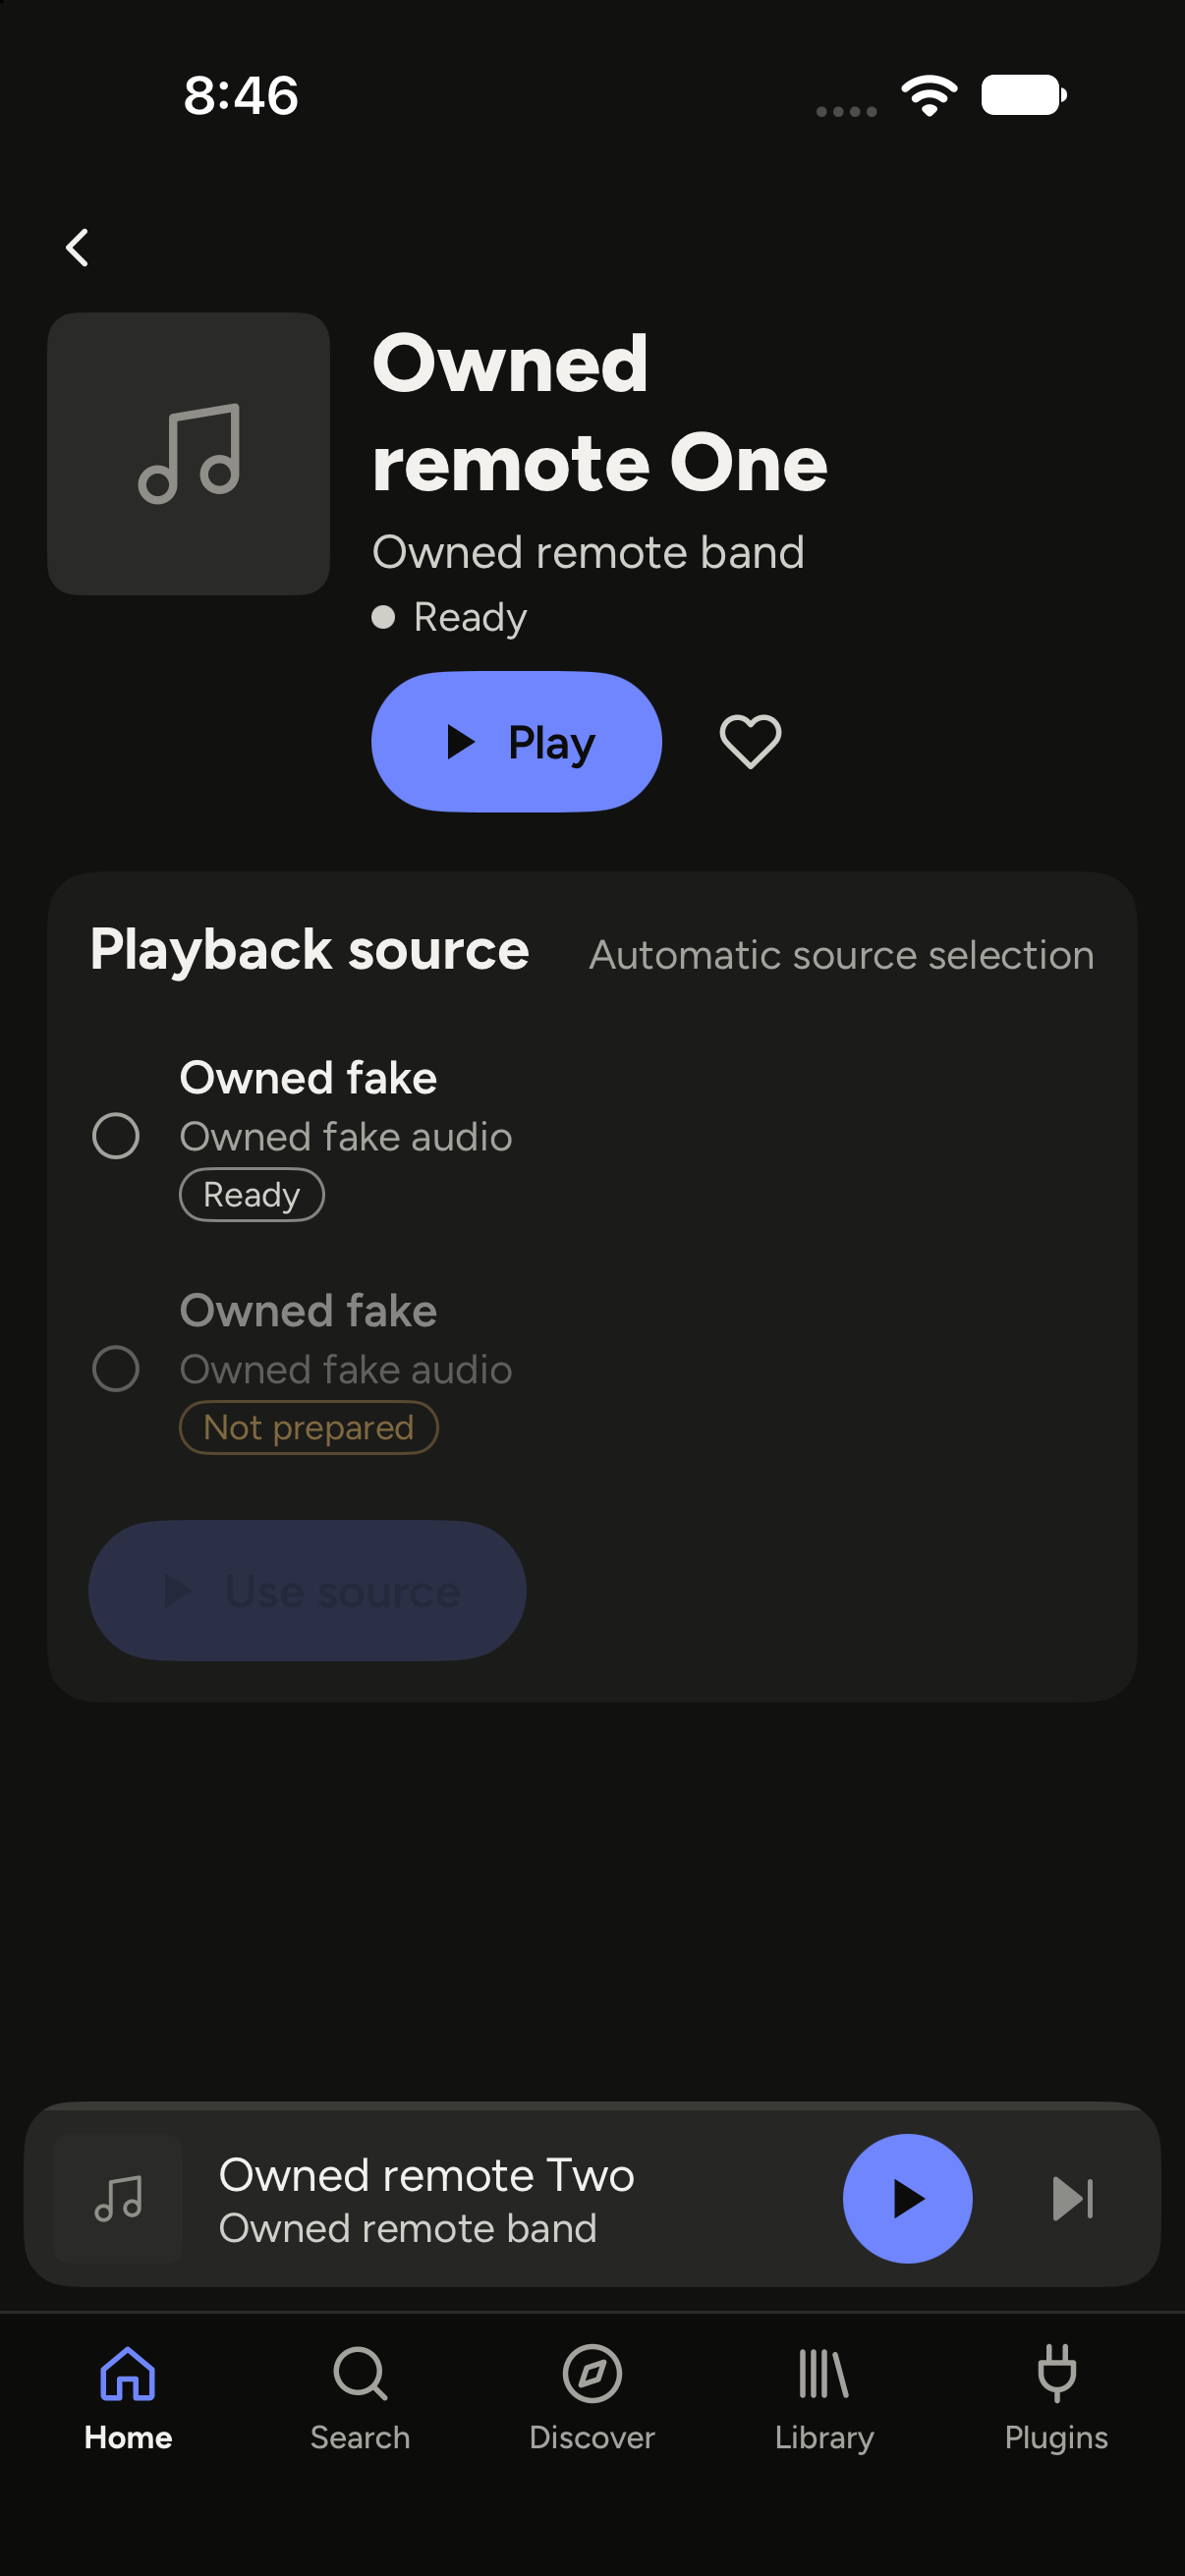 8:46
Owned
remote One
Owned remote band
Ready
Play
Playback source
Automatic source selection
Owned fake
Owned fake audio
Ready
Owned fake
Owned fake audio
Not prepared
Use source
Owned remote Two
Owned remote band
Home
Search
Discover
Library
Plugins